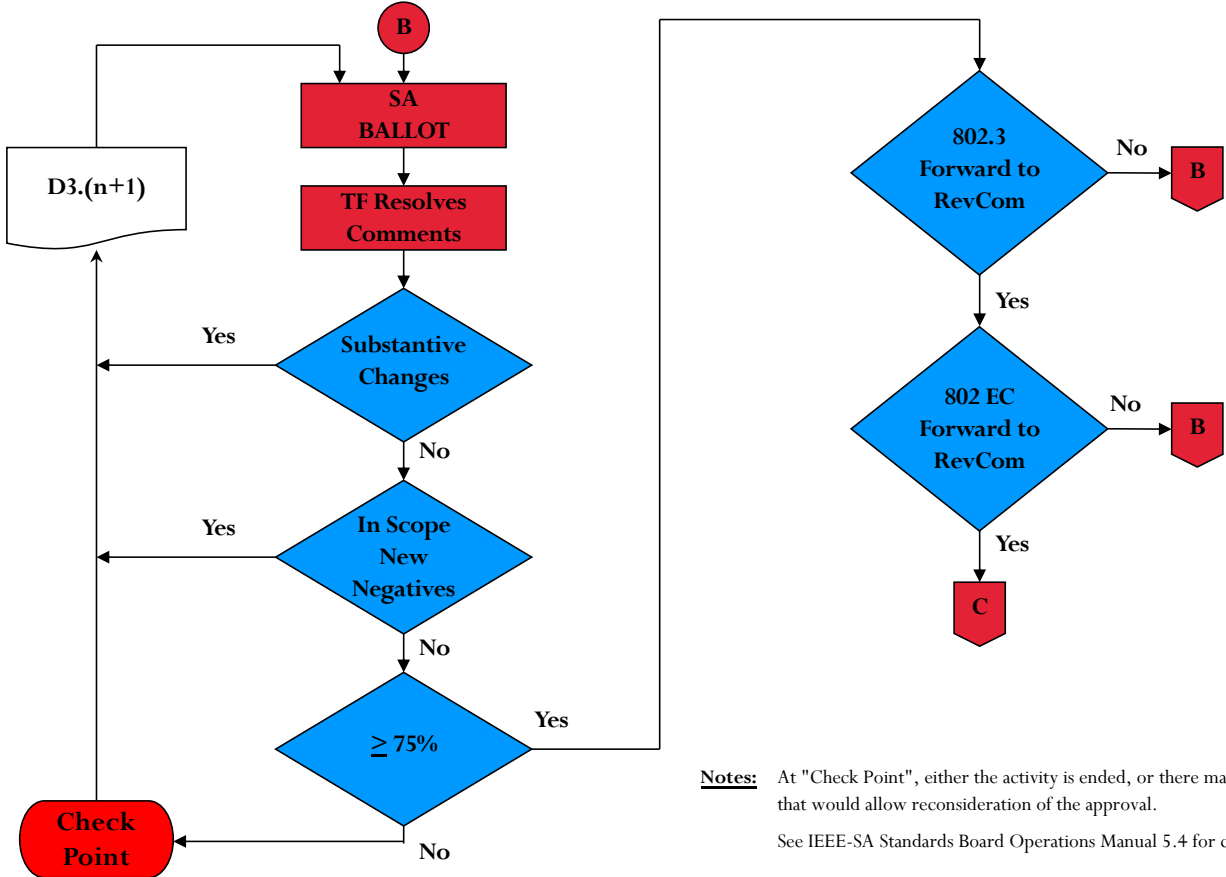 B
SA
BALLOT
TF Resolves
Comments
D3.(n+1)
Yes
Substantive
Changes
No
Yes
In Scope
New
Negatives
No
≥ 75%
Yes
No
Check
Point
802.3
Forward to
RevCom
No
B
Yes
802 EC
Forward to
RevCom
No
B
Yes
C
Notes: At "Check Point", either the activity is ended, or there
that would allow reconsideration of the approval.
See IEEE-SA Standards Board Operations Manual 5.4 for